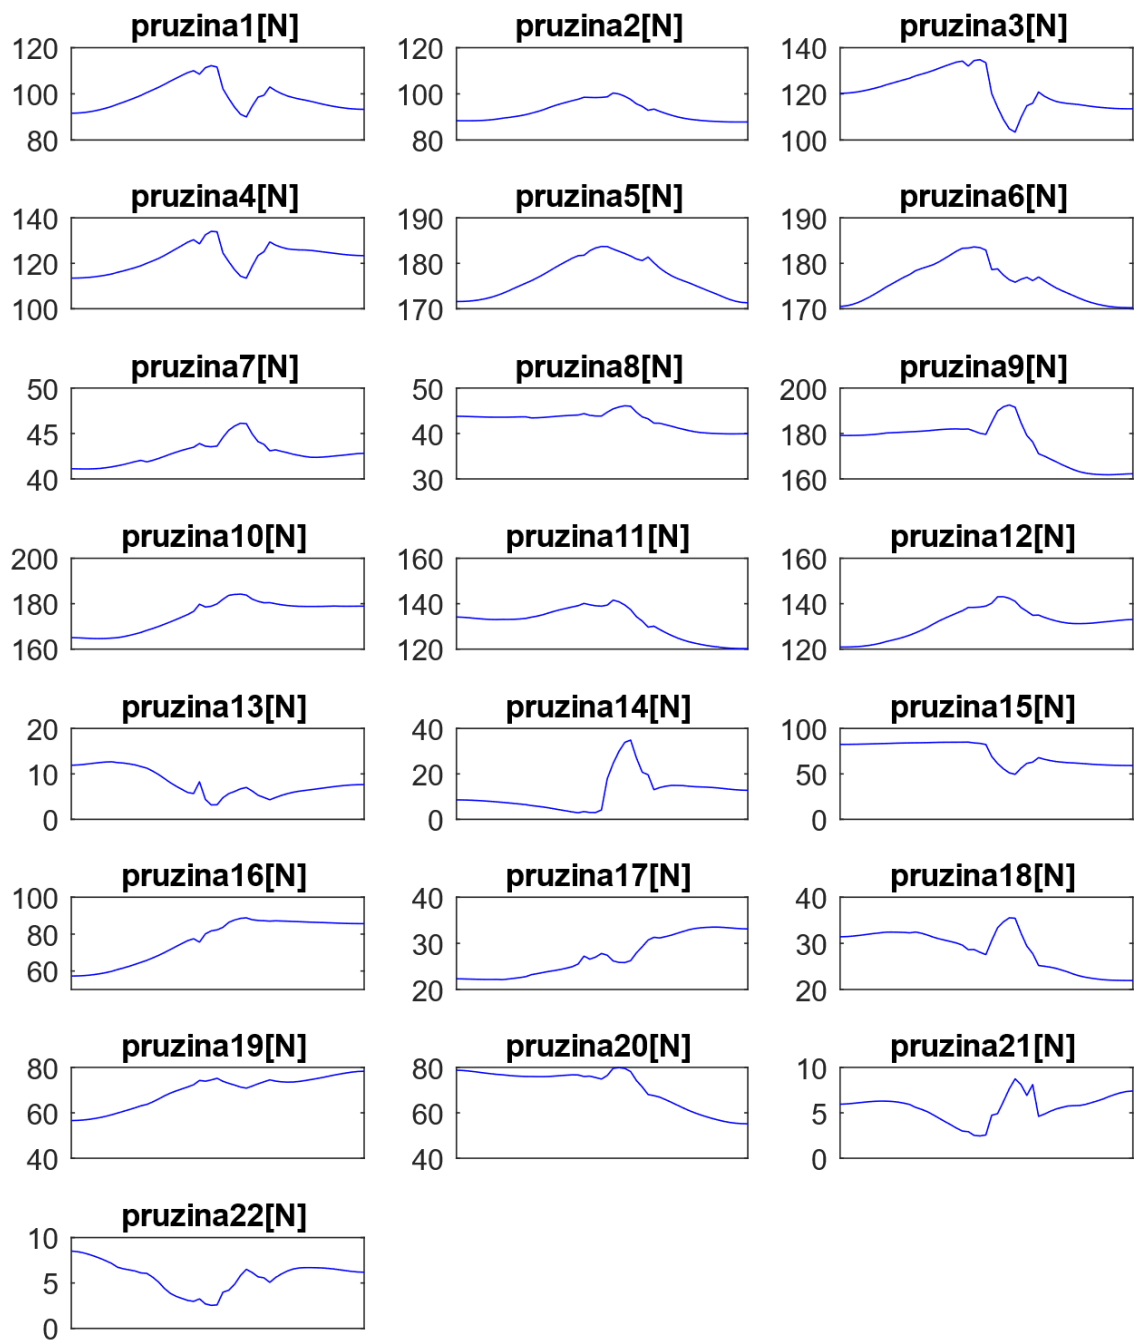 pruzina1[N] pruzina2[N] pruzina3[N]
120 120 140
100 100 120
80 80 100
pruzina4[N] pruzina5[N] pruzina6[N]
140 190 190
120 180 180
100 170 170
pruzina7[N] pruzina8[N] pruzina9[N]
50 50 200
45 40 180
40 30 160
pruzina10[N] pruzina11[N] pruzina12[N]
200 160 160
180 140 140
160 120 120
pruzina13[N] pruzina14[N] pruzina15[N]
20 40 100
10 20 50
0 0 0
pruzina16[N] pruzina17[N] pruzina18[N]
100 40 40
80 30 30
60 20 20
pruzina19[N] pruzina20[N] pruzina21[N]
80 80 10
60 60 5
40 40 0
pruzina22[N]
10
5
0